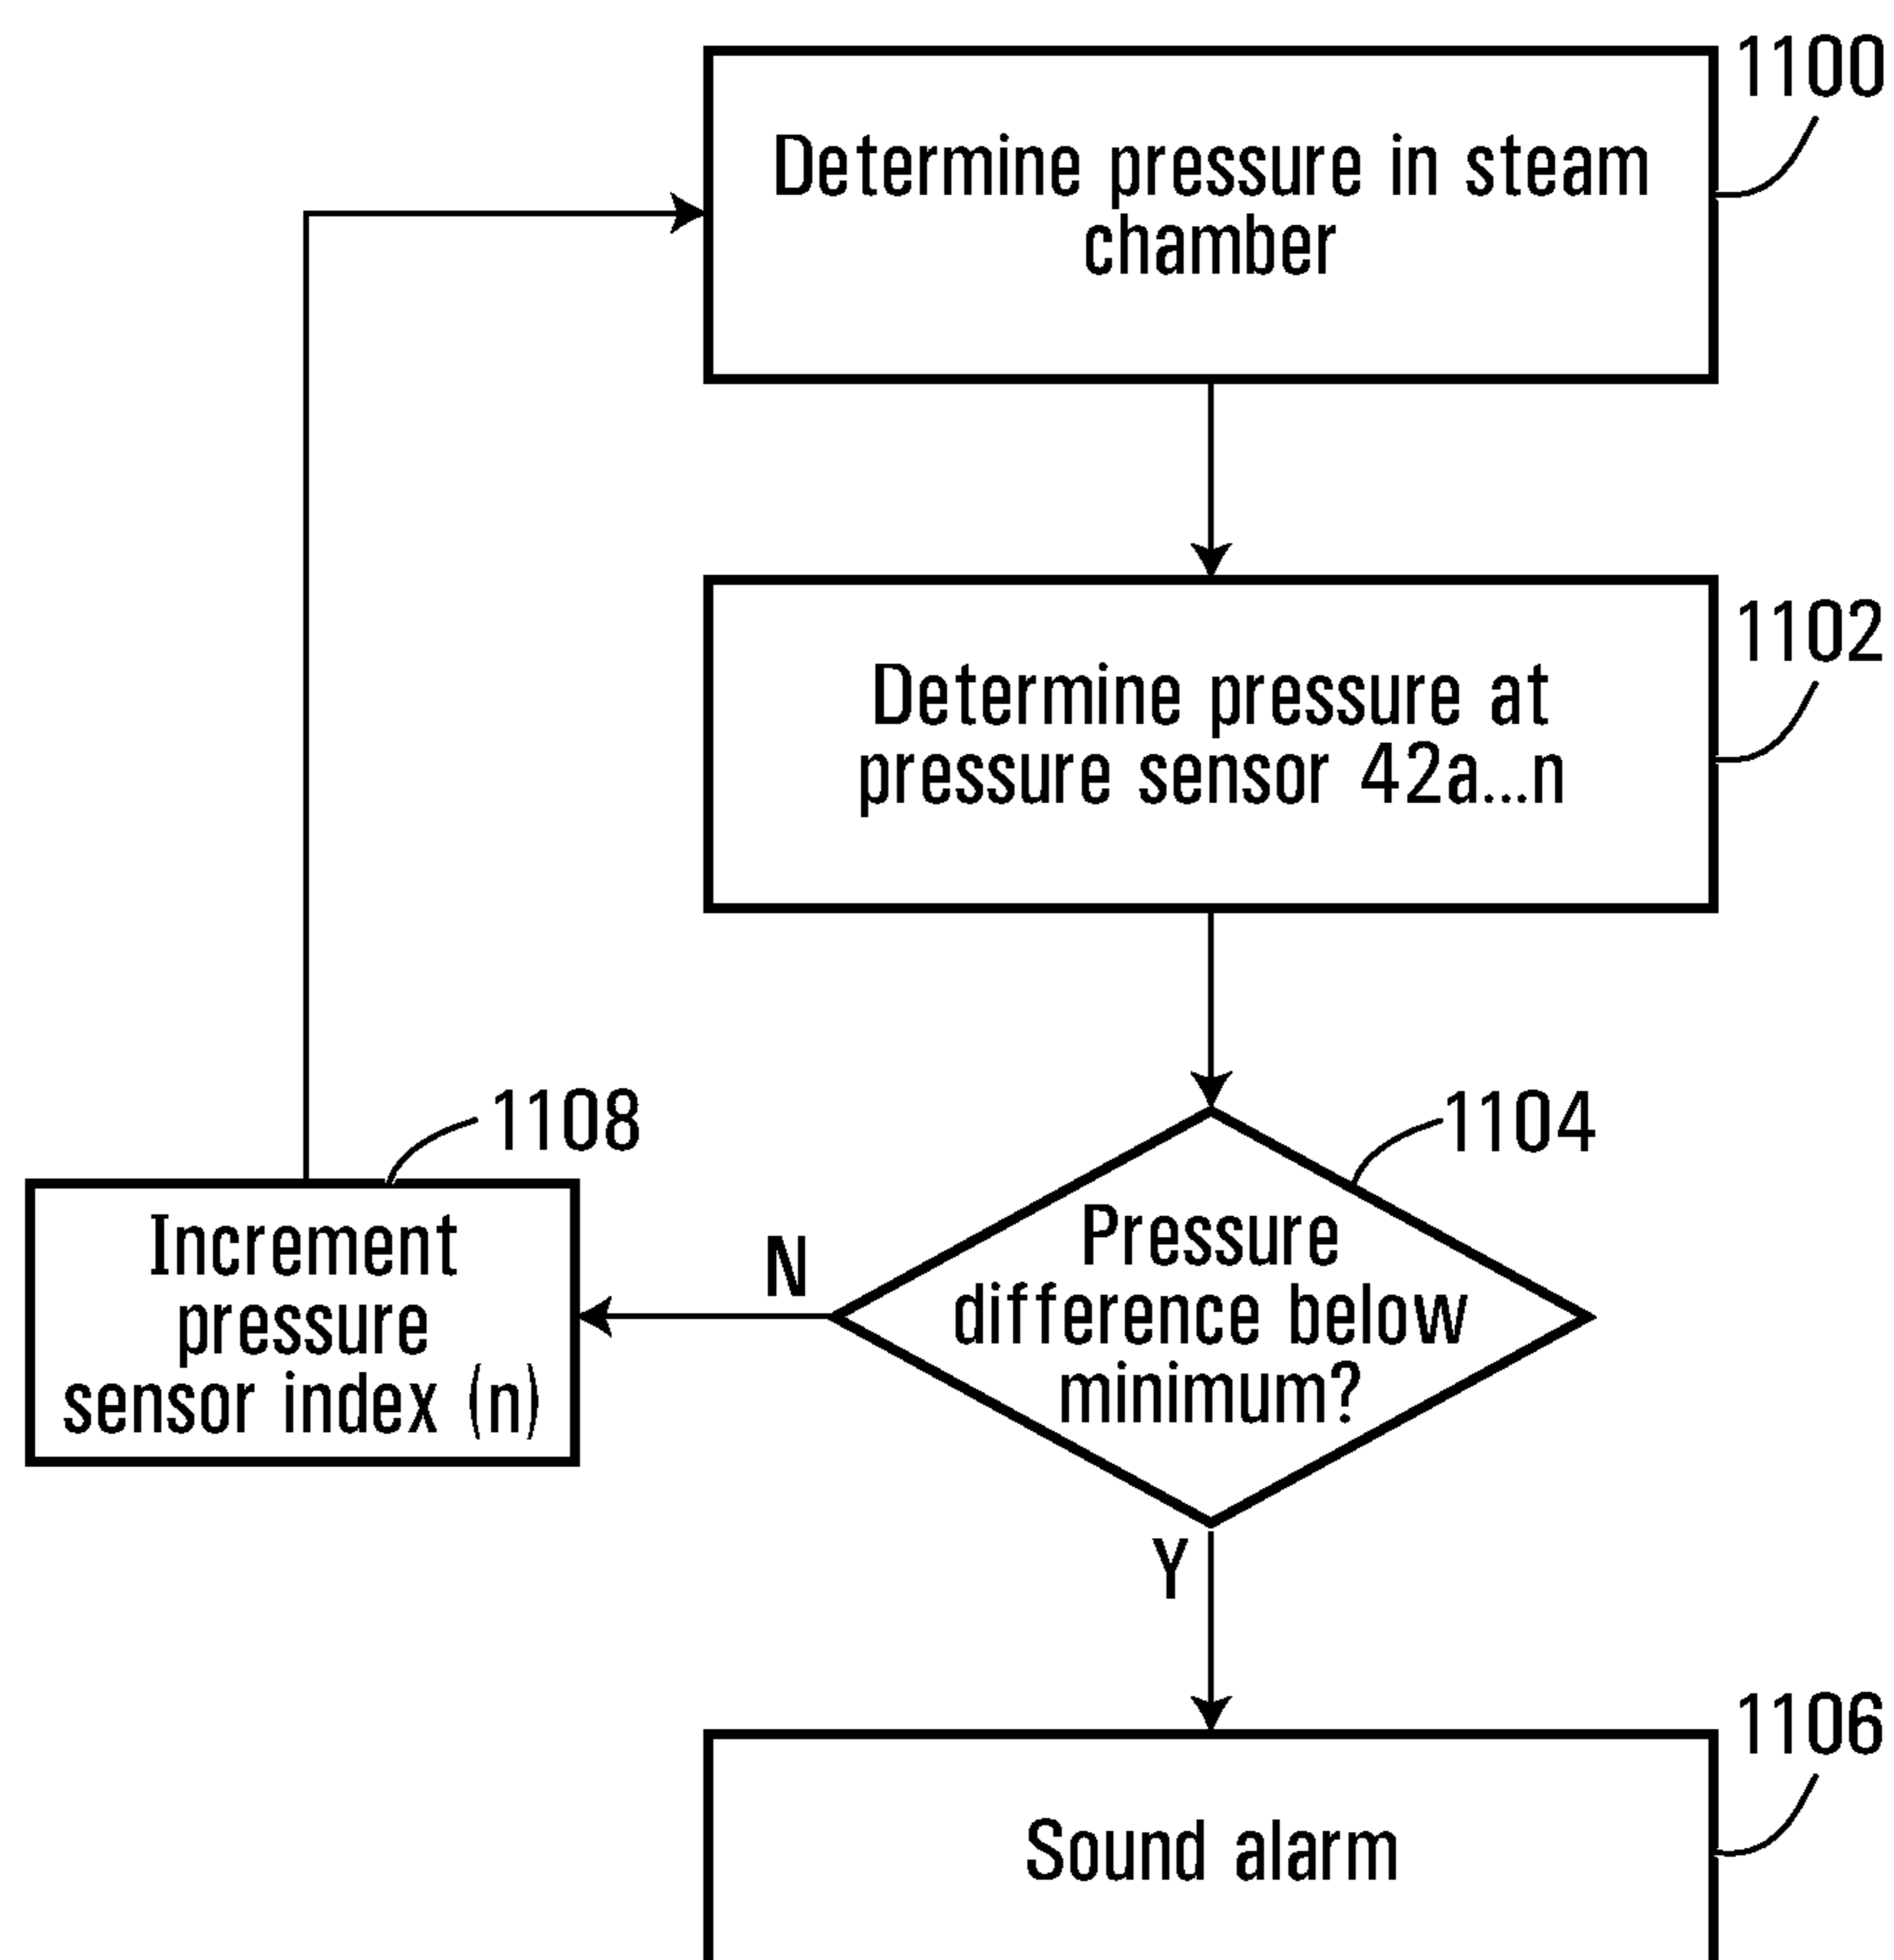 1100
Determine pressure in steam
chamber
1102
Determine pressure at
pressure sensor 42a...n
1108
1104
Increment
pressure
sensor index (n)
N
Pressure
difference below
minimum?
Y
1106
Sound alarm